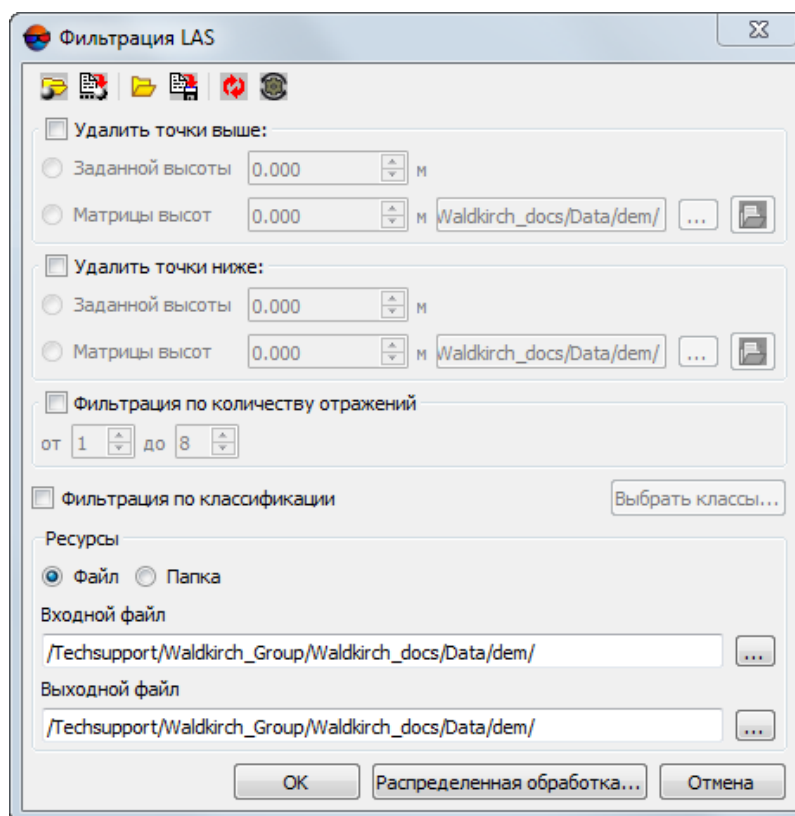 Фильтрация LAS
Удалить точки выше:
Заданной высоты 0.000 м
Матрицы высот 0.000 м Waldkirch_docs/Data/dem/ ...
Удалить точки ниже:
Заданной высоты 0.000 м
Матрицы высот 0.000 м Waldkirch_docs/Data/dem/ ...
Фильтрация по количеству отражений
от 1 до 8
Фильтрация по классификации Выбрать классы...
Ресурсы
Файл Папка
Входной файл
/Techsupport/Waldkirch_Group/Waldkirch_docs/Data/dem/ ...
Выходной файл
/Techsupport/Waldkirch_Group/Waldkirch_docs/Data/dem/ ...
OK Распределенная обработка... Отмена